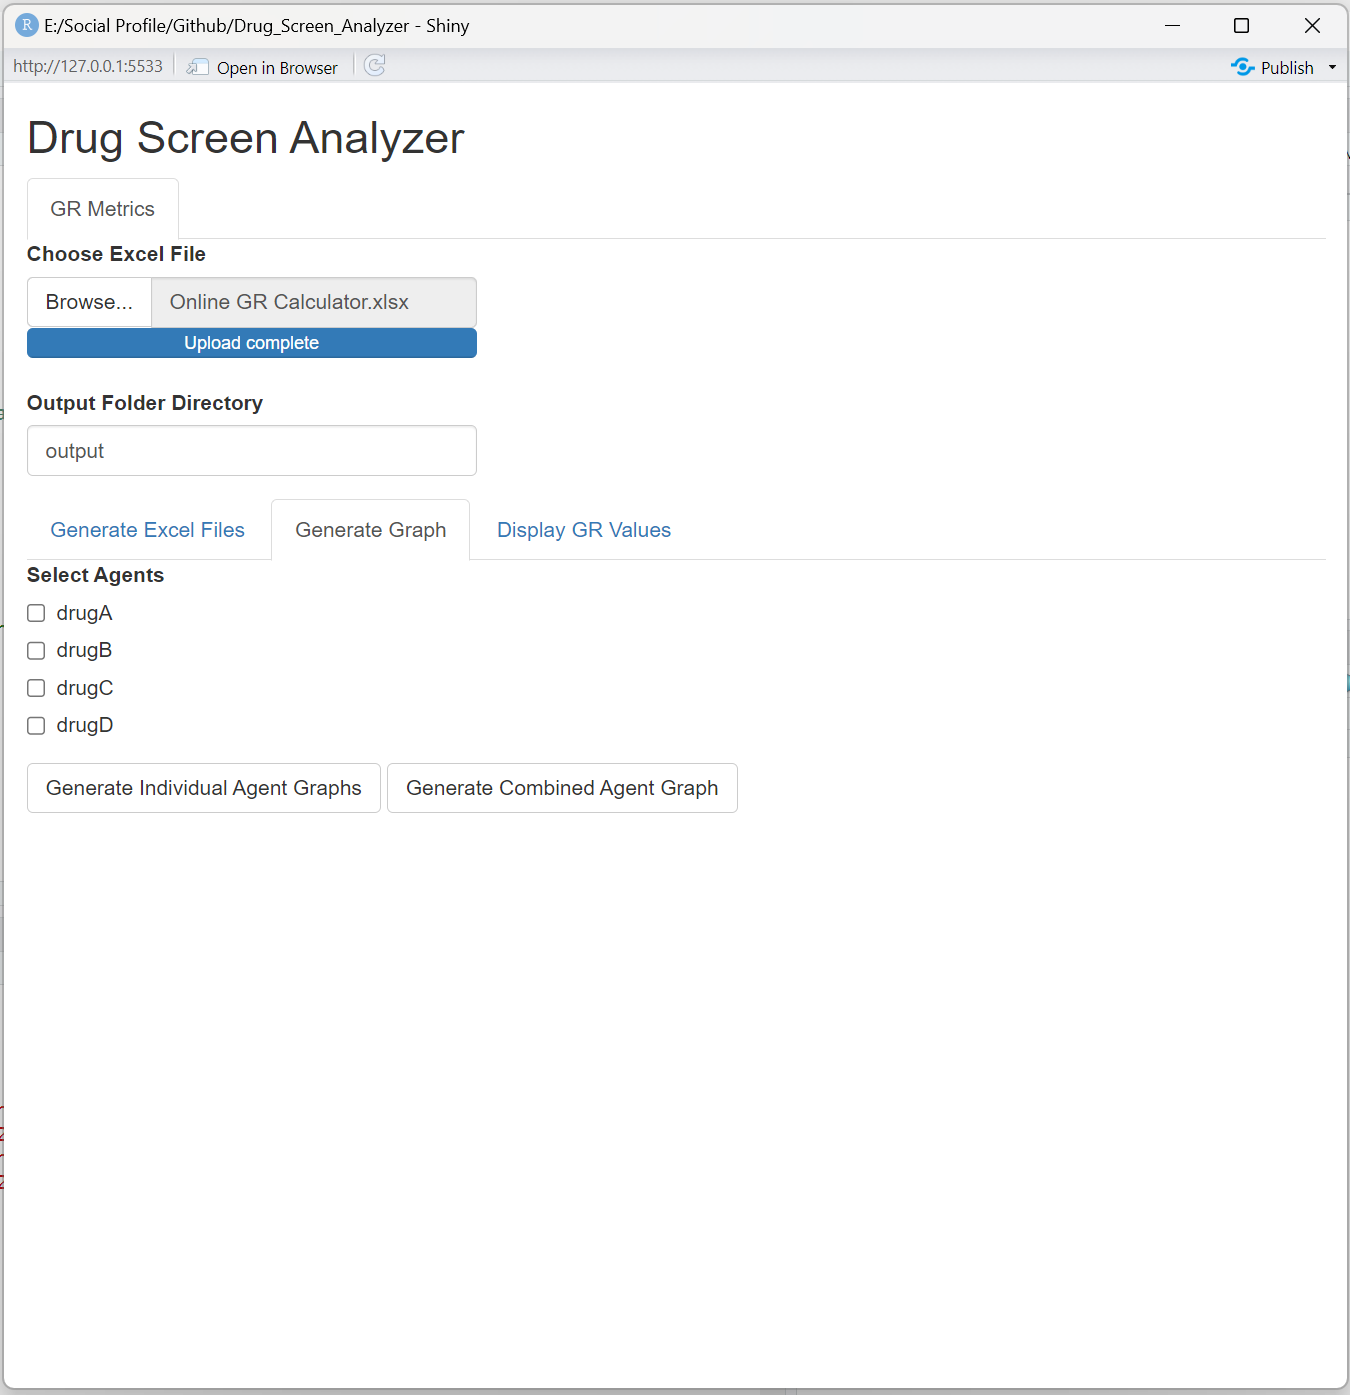 R E:/Social Profile/Github/Drug_Screen_Analyzer - Shiny
http://127.0.0.1:5533 Open in Browser Publish
Drug Screen Analyzer
GR Metrics
Choose Excel File
Browse... Online GR Calculator.xlsx
Upload complete
Output Folder Directory
output
Generate Excel Files Generate Graph Display GR Values
Select Agents
drugA
drugB
drugC
drugD
Generate Individual Agent Graphs Generate Combined Agent Graph